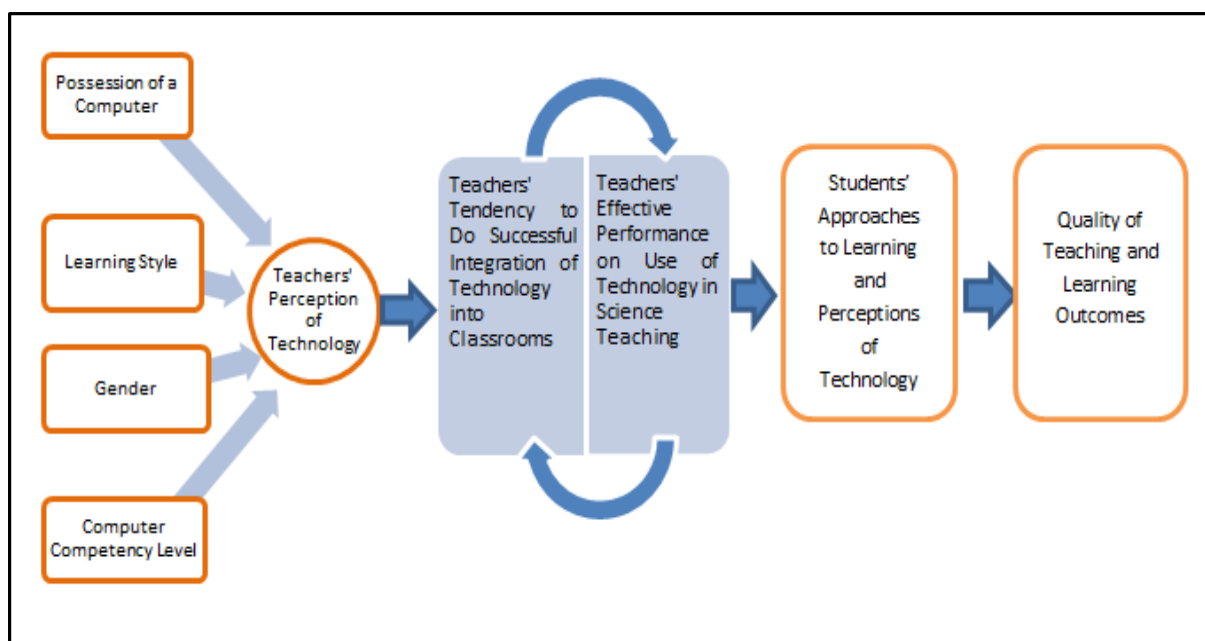 Possession of a
Computer
Learning Style
Gender
Computer
Competency Level
Teachers'
Perception
of
Technology
Teachers'
Tendency to
Do Successful
Integration of
Technology
into
Classrooms
Teachers'
Effective
Performance
on Use of
Technology in
Science
Teaching
Students'
Approaches
to Learning
and
Perceptions
of
Technology
Quality of
Teaching and
Learning
Outcomes